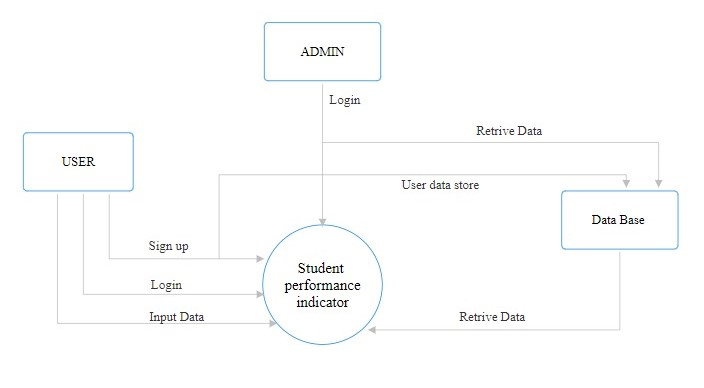 ADMIN
Login
Retrive Data
USER
User data store
Data Base
Sign up
Student
performance
indicator
Login
Input Data
Retrive Data